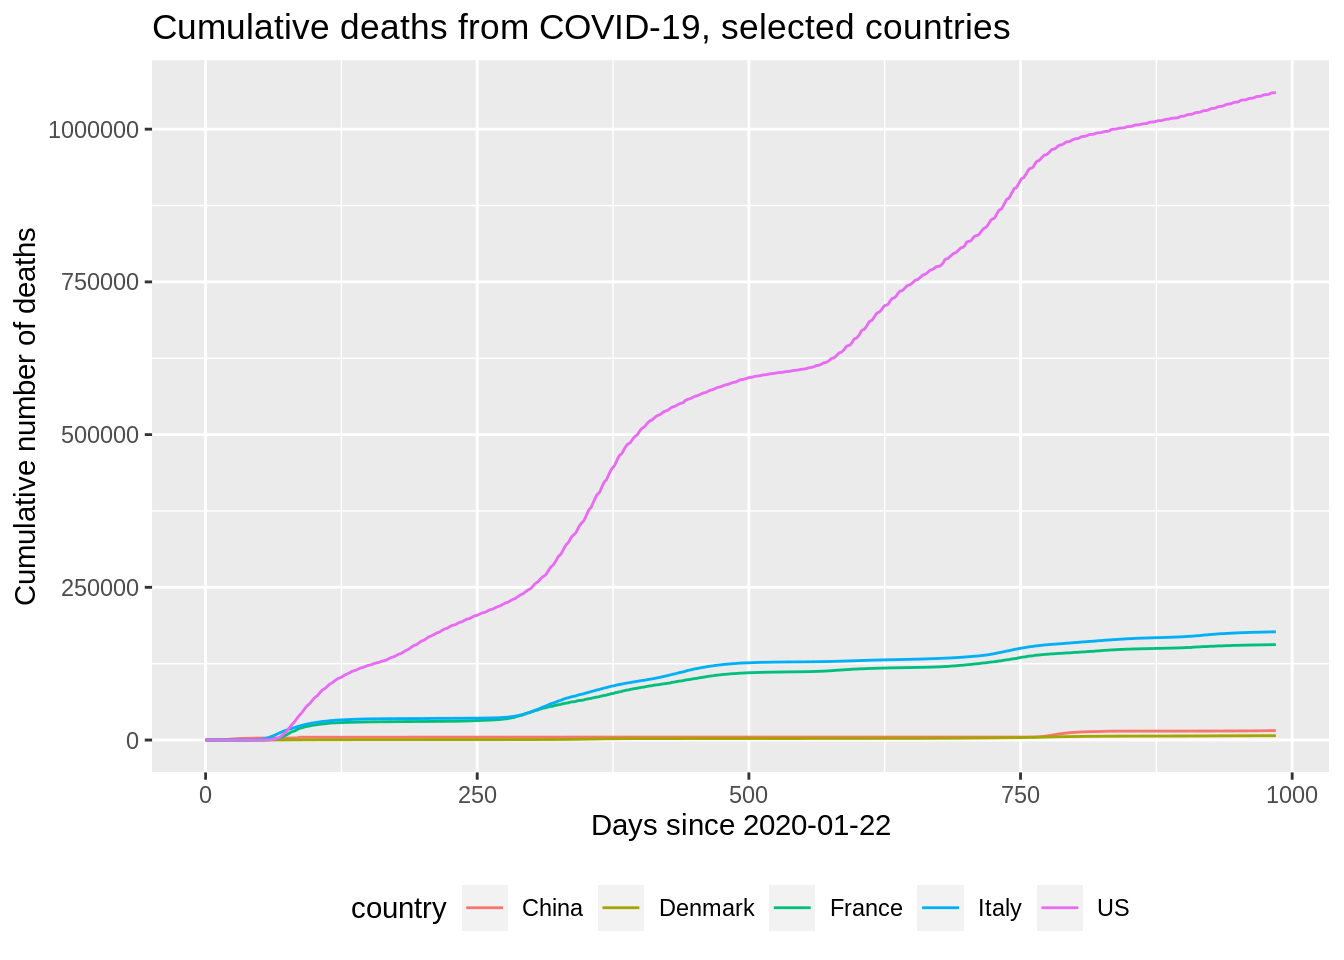 Cumulative deaths from COVID-19, selected countries
Cumulative number of deaths
1000000
750000
500000
250000
0
0 250 500 750 1000
Days since 2020-01-22
country China Denmark France Italy US